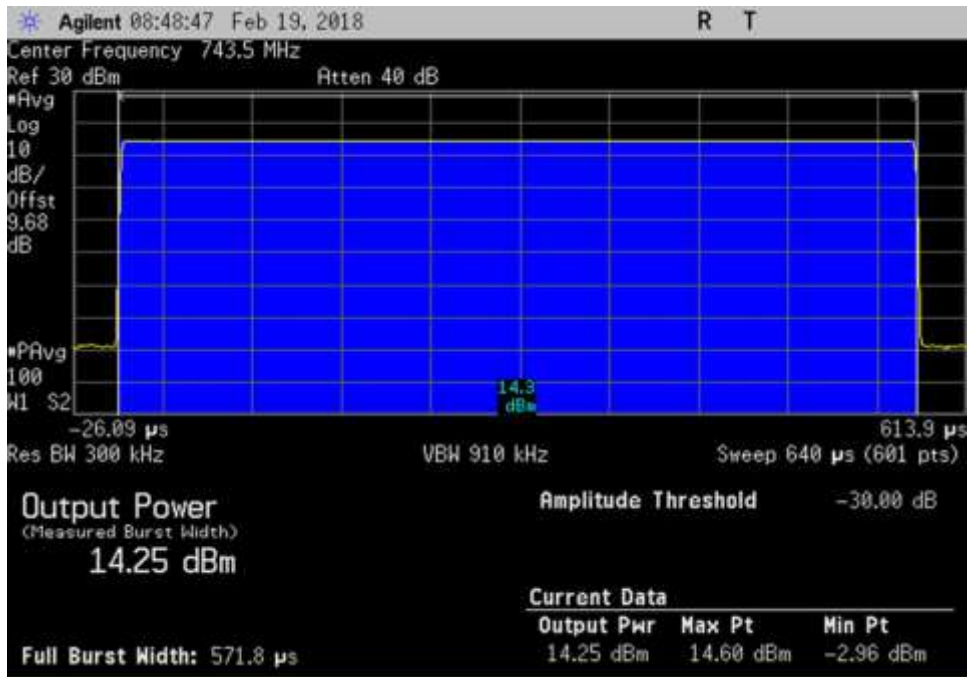 Agilent 08:48:47 Feb 19, 2018 R T
Center Frequency 743.5 MHz
Ref 30 dBm Atten 40 dB
*Avg
Log
10
dB/
Offst
9.68
dB
*PAvg
100
W1 S2
14.3
dBm
-26.09 µs 613.9 µs
Res BW 300 kHz VBW 910 kHz Sweep 640 µs (601 pts)
Output Power Amplitude Threshold -30.00 dB
(Measured Burst Width)
14.25 dBm
Current Data
Output Pwr Max Pt Min Pt
Full Burst Width: 571.8 µs 14.25 dBm 14.60 dBm -2.96 dBm